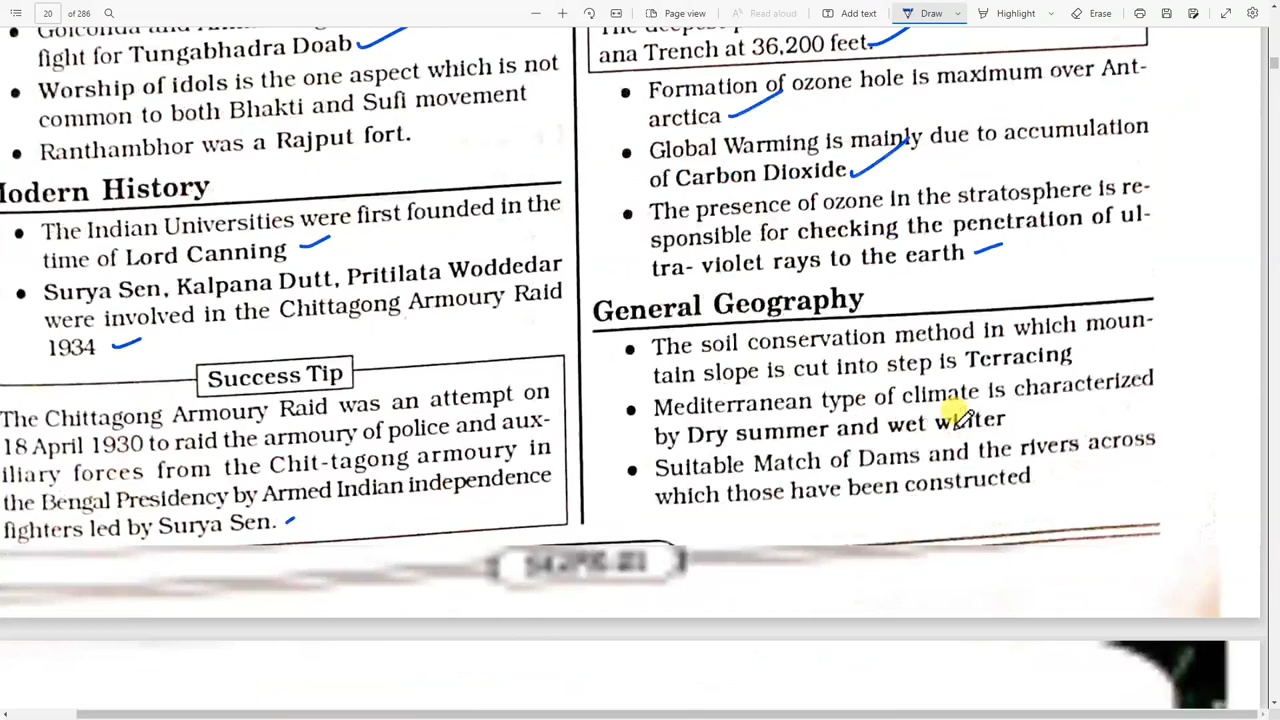 20 of 286
Page view
Read aloud
Add text
Draw
Highlight
Erase
fight for Tungabhadra Doab
Worship of idols is the one aspect which is not
common to both Bhakti and Sufi movement
Ranthambhor was a Rajput fort.
Modern History
The Indian Universities were first founded in the
time of Lord Canning
Surya Sen, Kalpana Dutt, Pritilata Woddedar
were involved in the Chittagong Armoury Raid
1934
Success Tip
The Chittagong Armoury Raid was an attempt on
18 April 1930 to raid the armoury of police and aux-
iliary forces from the Chit-tagong armoury in
the Bengal Presidency by Armed Indian independence
fighters led by Surya Sen.
ana Trench at 36,200 feet.
Formation of ozone hole is maximum over Ant-
arctica
Global Warming is mainly due to accumulation
of Carbon Dioxide
The presence of ozone in the stratosphere is re-
sponsible for checking the penetration of ul-
tra- violet rays to the earth
General Geography
The soil conservation method in which moun-
tain slope is cut into step is Terracing
Mediterranean type of climate is characterized
by Dry summer and wet winter
Suitable Match of Dams and the rivers across
which those have been constructed